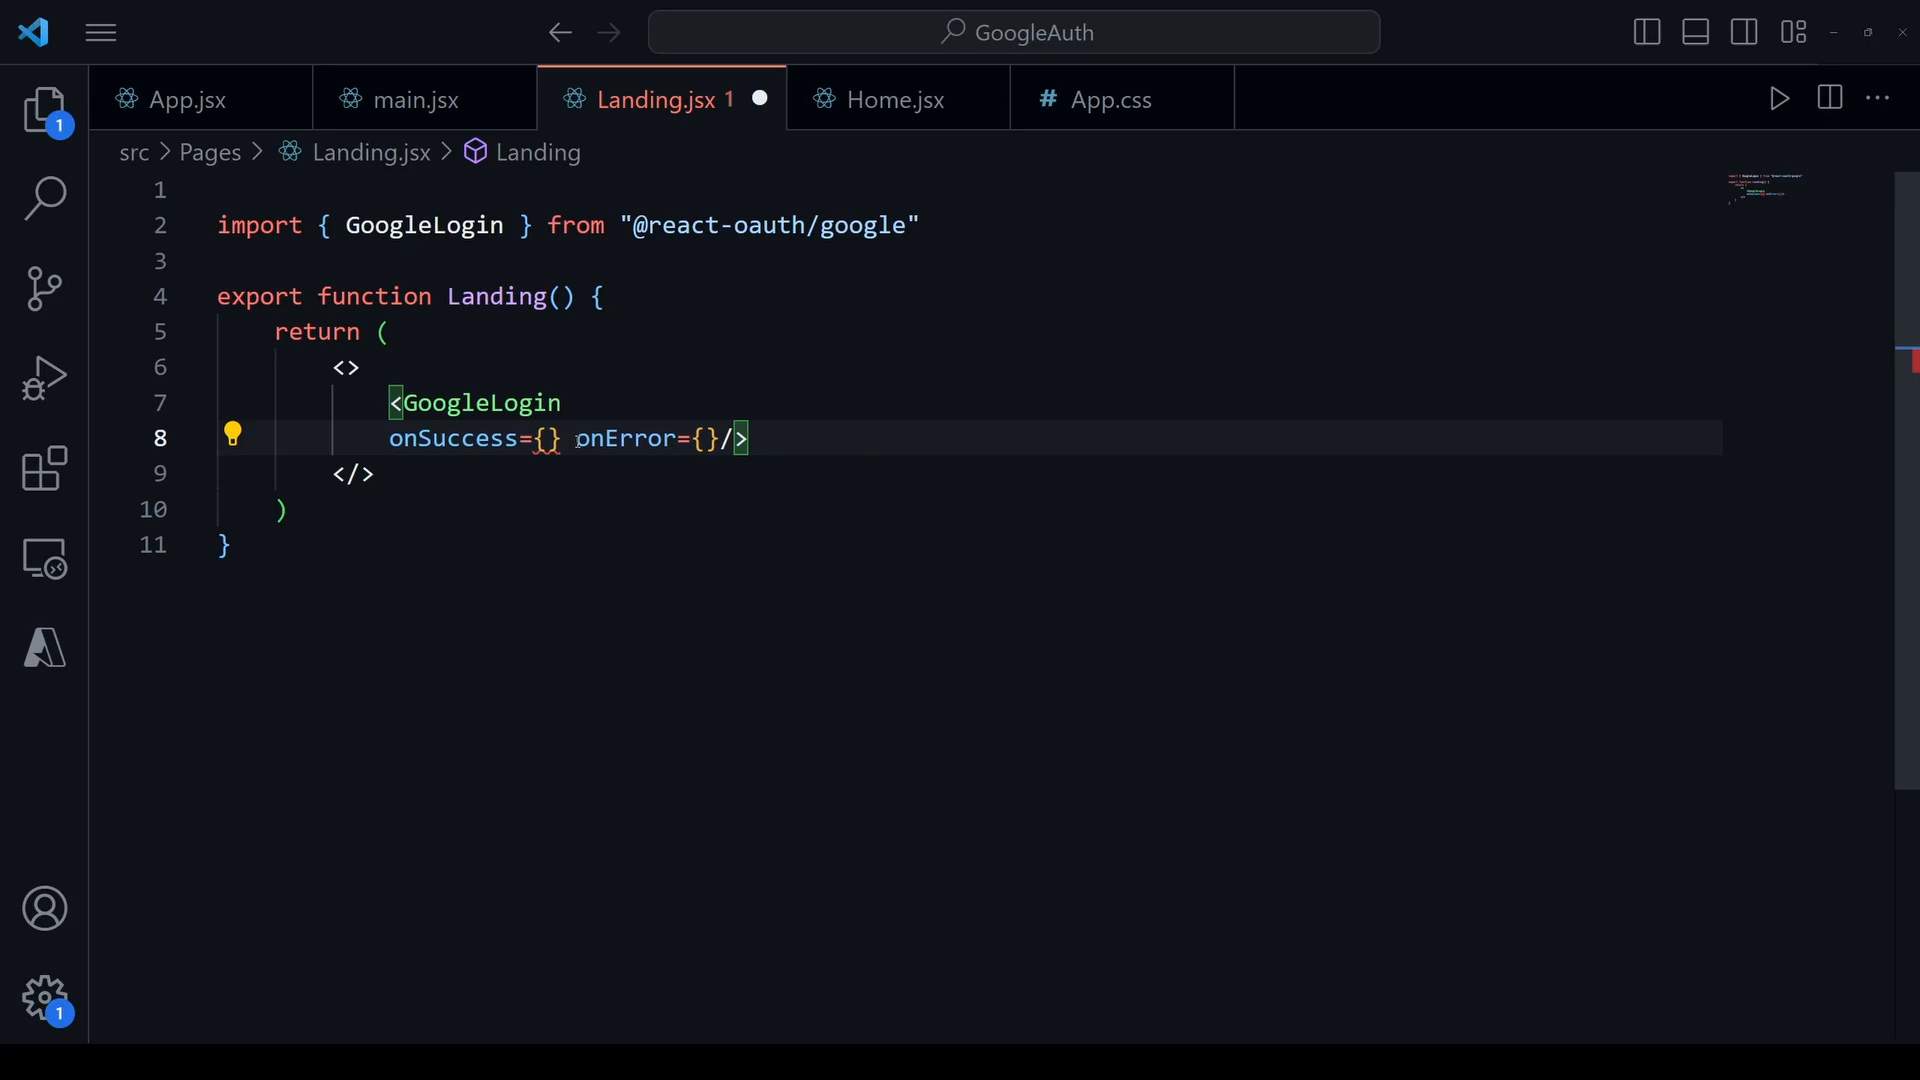 GoogleAuth
App.jsx
main.jsx
Landing.jsx 1
Home.jsx
# App.css
src > Pages > Landing.jsx > Landing
1
2 import { GoogleLogin } from "@react-oauth/google"
3
4 export function Landing() {
5 return (
6 <>
7 <GoogleLogin
8 onSuccess={} onError={}/>
9 </>
10 )
11 }
1
1